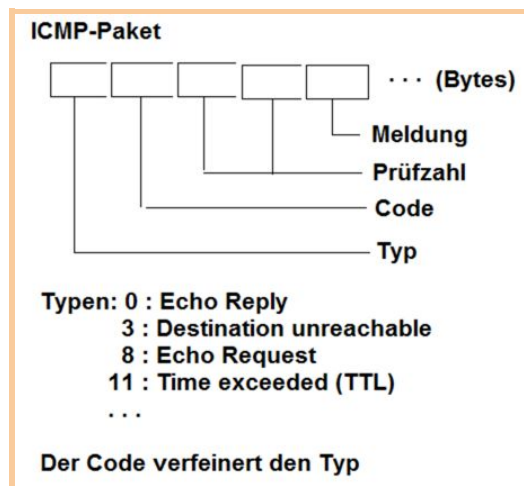 ICMP-Paket
· · · (Bytes)
Meldung
Prüfzahl
Code
Typ
Typen: 0 : Echo Reply
3 : Destination unreachable
8 : Echo Request
11 : Time exceeded (TTL)
. . .
Der Code verfeinert den Typ